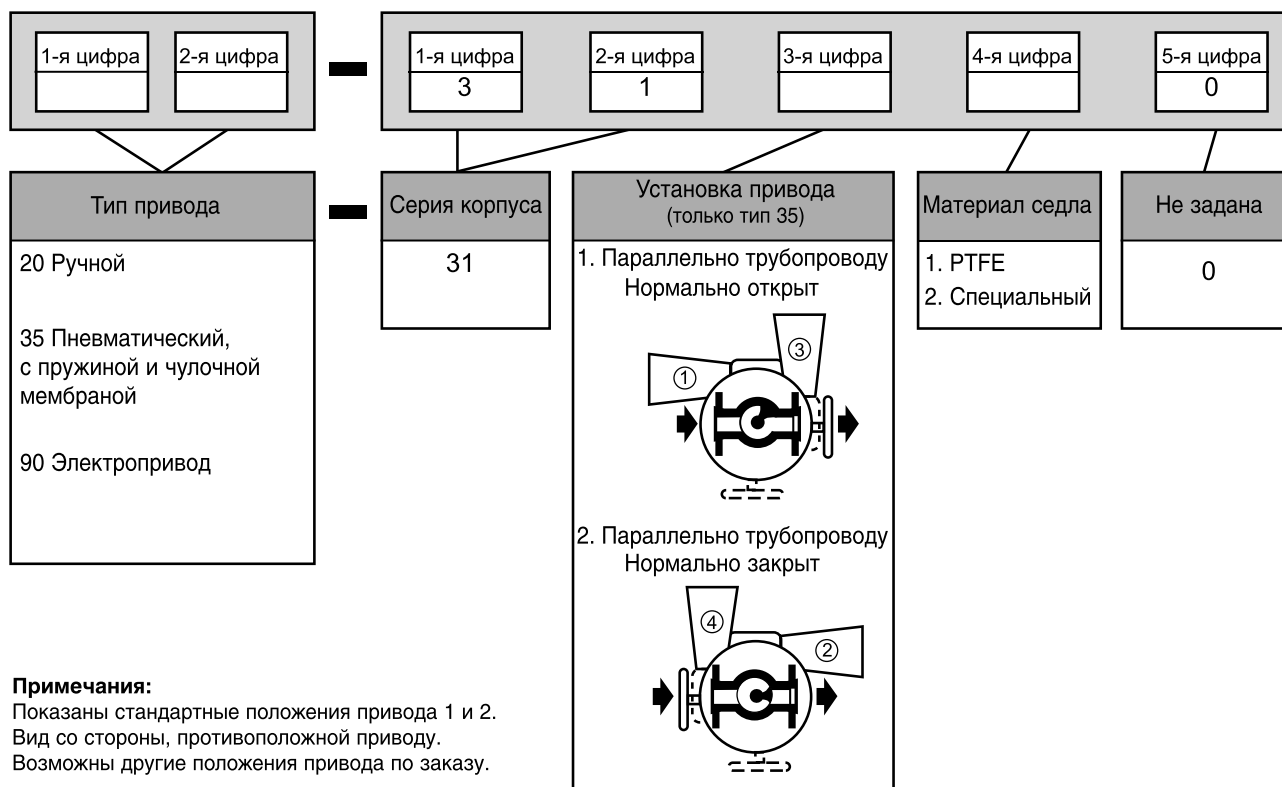 1-я цифра
2-я цифра
1-я цифра
3
2-я цифра
1
3-я цифра
4-я цифра
5-я цифра
0
Тип привода
20 Ручной
35 Пневматический,
с пружиной и чулочной
мембраной
90 Электропривод
Серия корпуса
31
Установка привода
(только тип 35)
1. Параллельно трубопроводу
Нормально открыт
3
1
2. Параллельно трубопроводу
Нормально закрыт
4
2
Материал седла
1. PTFE
2. Специальный
Не задана
0
Примечания:
Показаны стандартные положения привода 1 и 2.
Вид со стороны, противоположной приводу.
Возможны другие положения привода по заказу.